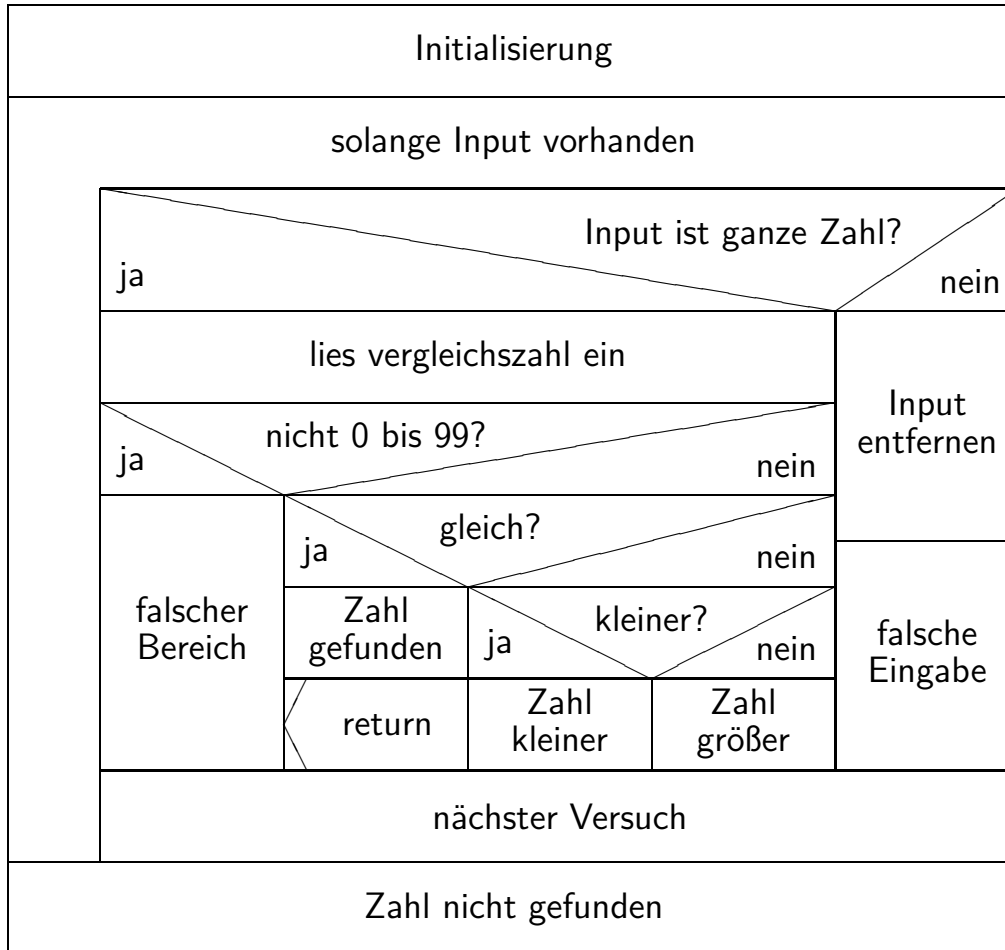 Initialisierung
solange Input vorhanden
Input ist ganze Zahl?
ja
nein
lies vergleichszahl ein
nicht 0 bis 99?
ja
nein
Input
entfernen
gleich?
ja
nein
falscher
Bereich
Zahl
gefunden
kleiner?
ja
nein
falsche
Eingabe
return
Zahl
kleiner
Zahl
größer
nächster Versuch
Zahl nicht gefunden